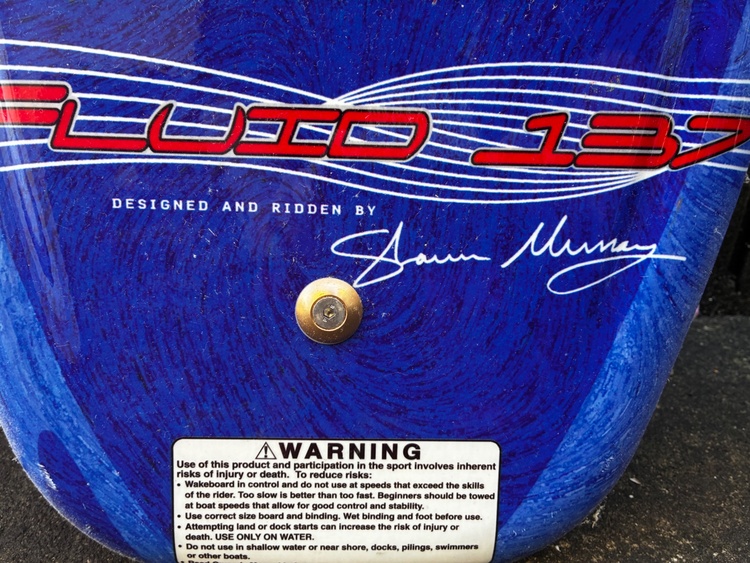 FLUID 137
DESIGNED AND RIDDEN BY
Shaun Murray
WARNING
Use of this product and participation in the sport involves inherent
risks of injury or death. To reduce risks:
• Wakeboard in control and do not use at speeds that exceed the skills
of the rider. Too slow is better than too fast. Beginners should be towed
at boat speeds that allow for good control and stability.
• Use correct size board and binding. Wet binding and foot before use.
• Attempting land or dock starts can increase the risk of injury or
death. USE ONLY ON WATER.
• Do not use in shallow water or near shore, docks, pilings, swimmers
or other boats.